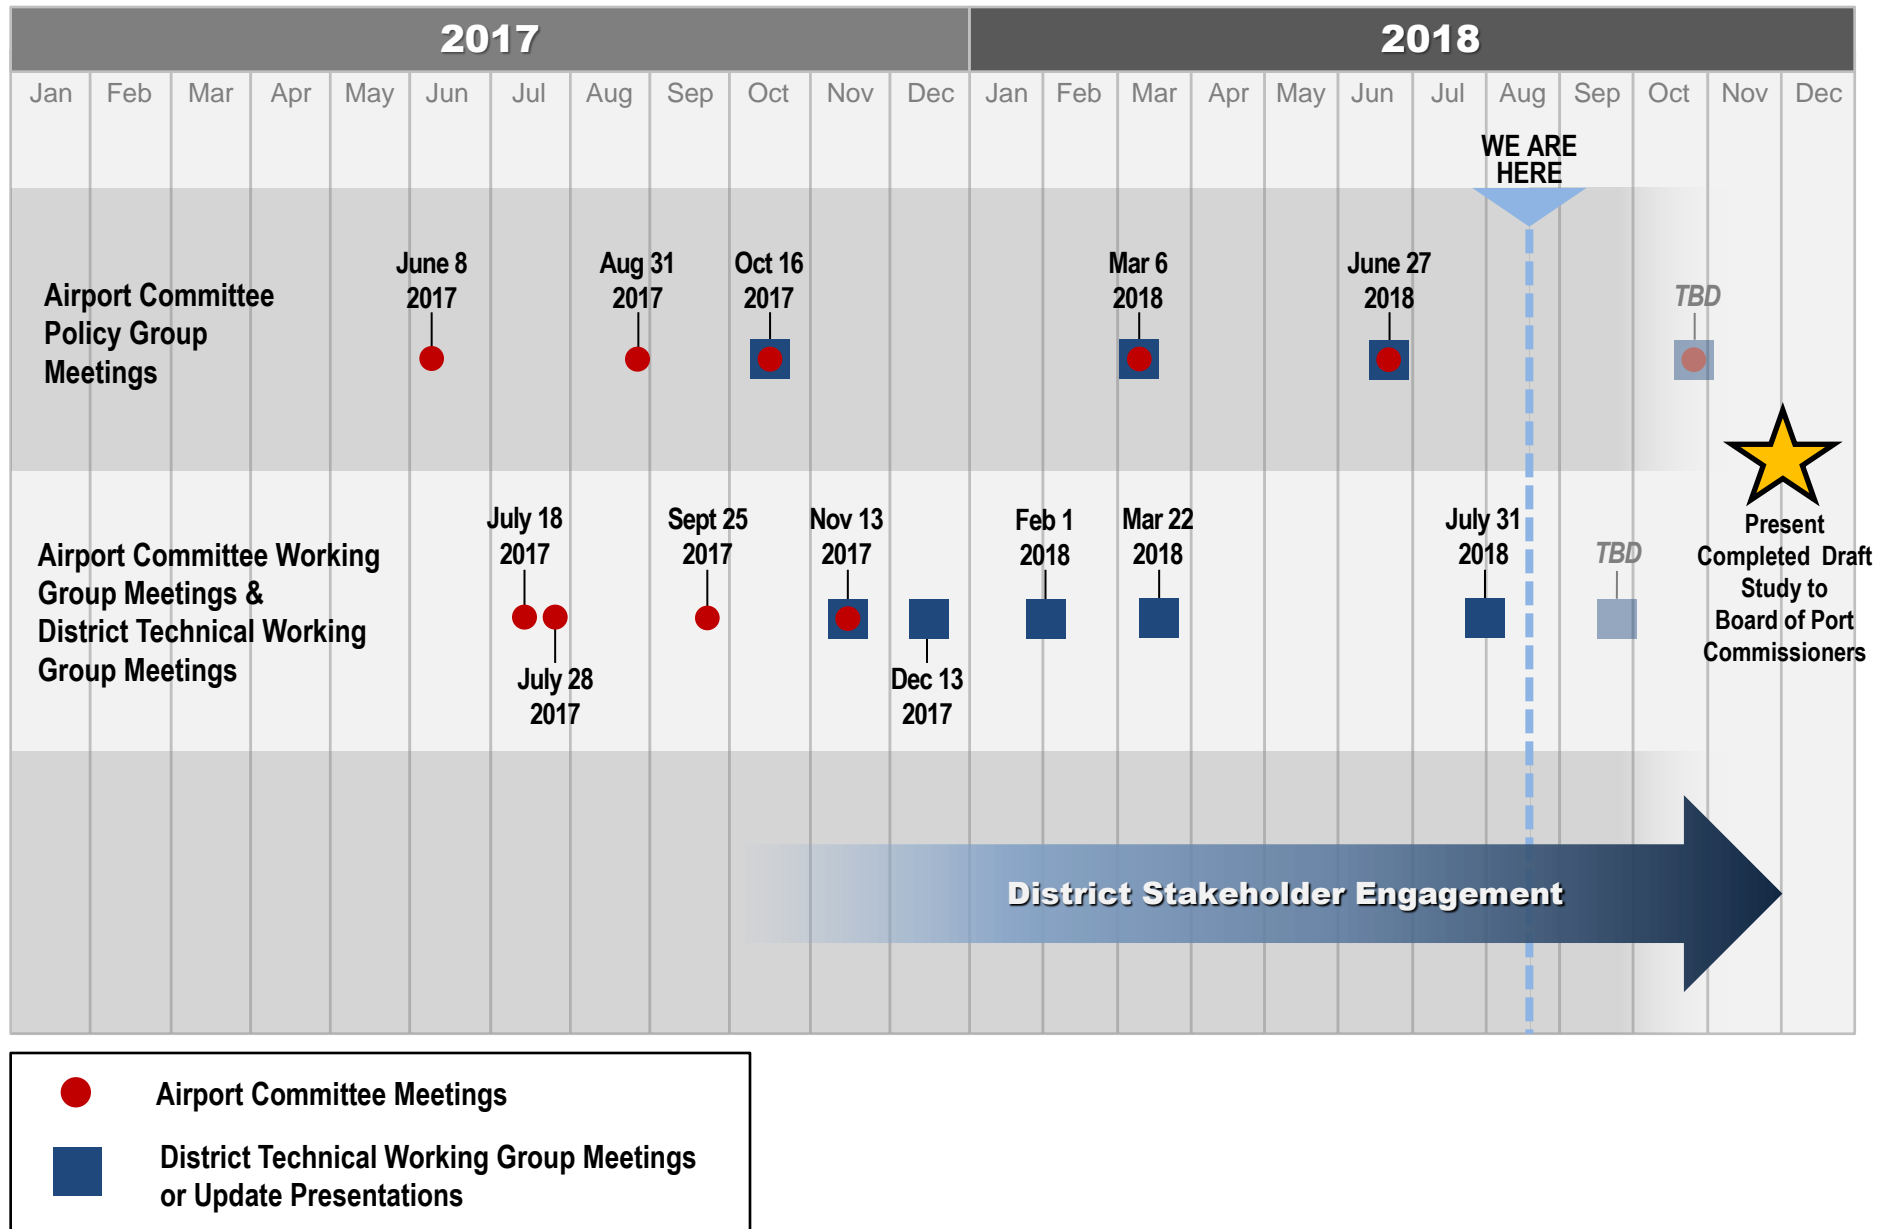 2017
2018
Jan Feb Mar Apr May Jun Jul Aug Sep Oct Nov Dec Jan Feb Mar Apr May Jun Jul Aug Sep Oct Nov Dec
WE ARE
HERE
Airport Committee
Policy Group
Meetings
June 8
2017
Aug 31
2017
Oct 16
2017
Mar 6
2018
June 27
2018
TBD
Airport Committee Working
Group Meetings &
District Technical Working
Group Meetings
July 18
2017
July 28
2017
Sept 25
2017
Nov 13
2017
Dec 13
2017
Feb 1
2018
Mar 22
2018
July 31
2018
TBD
Present
Completed Draft
Study to
Board of Port
Commissioners
District Stakeholder Engagement
Airport Committee Meetings
District Technical Working Group Meetings
or Update Presentations